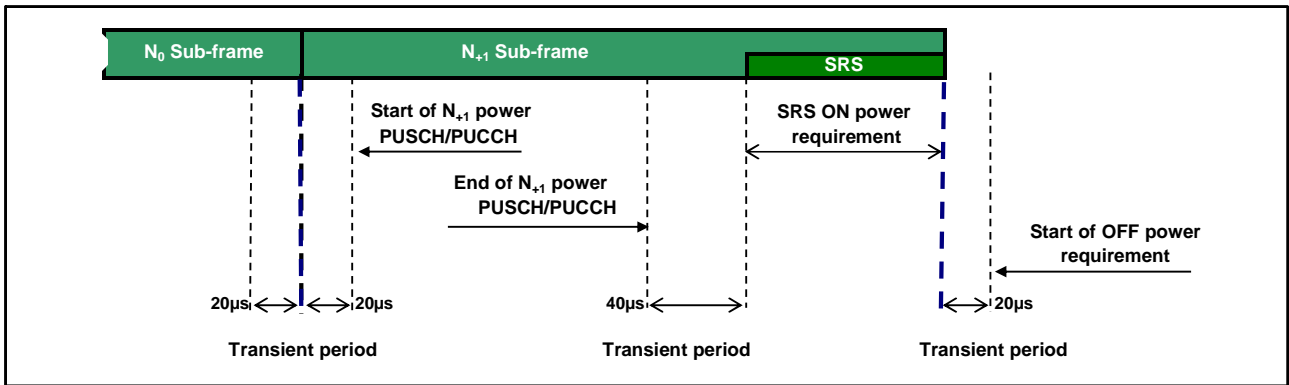 N0 Sub-frame
N+1 Sub-frame
SRS
Start of N+1 power
PUSCH/PUCCH
SRS ON power
requirement
End of N+1 power
PUSCH/PUCCH
Start of OFF power
requirement
20µs
20µs
40µs
20µs
Transient period
Transient period
Transient period